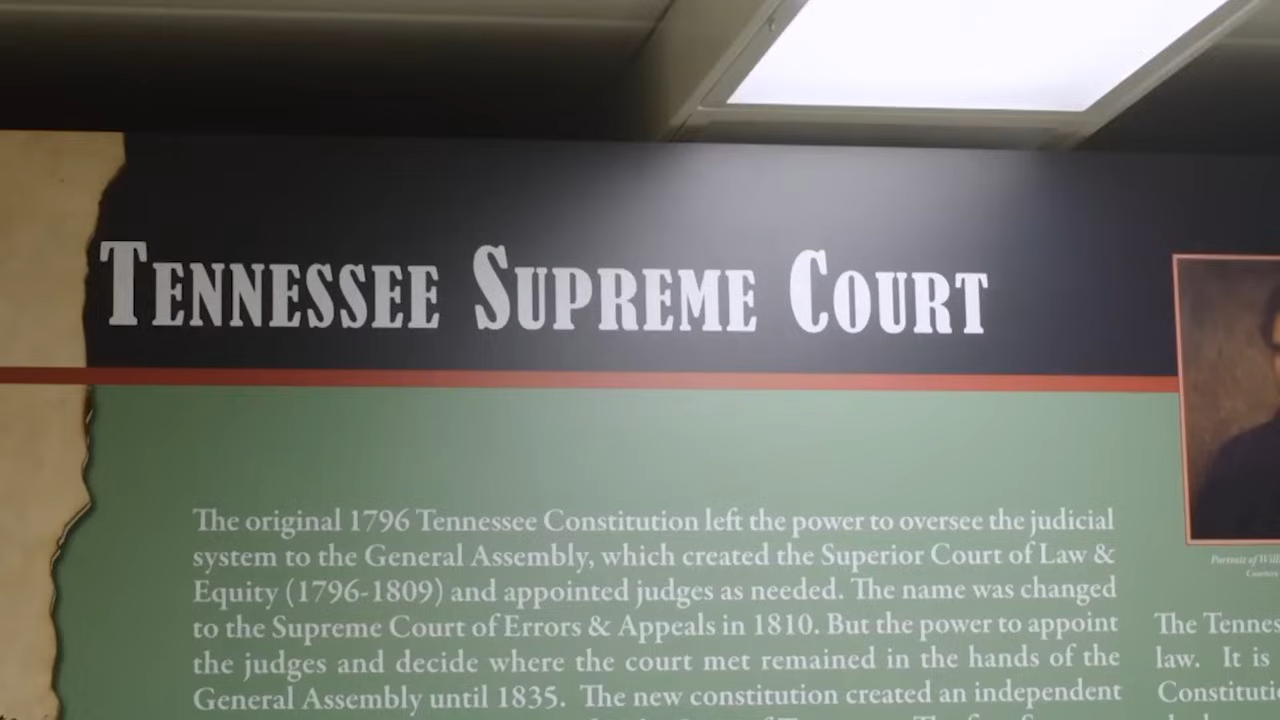 TENNESSEE SUPREME COURT
The original 1796 Tennessee Constitution left the power to oversee the judicial
system to the General Assembly, which created the Superior Court of Law &
Equity (1796-1809) and appointed judges as needed. The name was changed
to the Supreme Court of Errors & Appeals in 1810. But the power to appoint
the judges and decide where the court met remained in the hands of the
General Assembly until 1835. The new constitution created an independent
Portrait of
The
law. It is